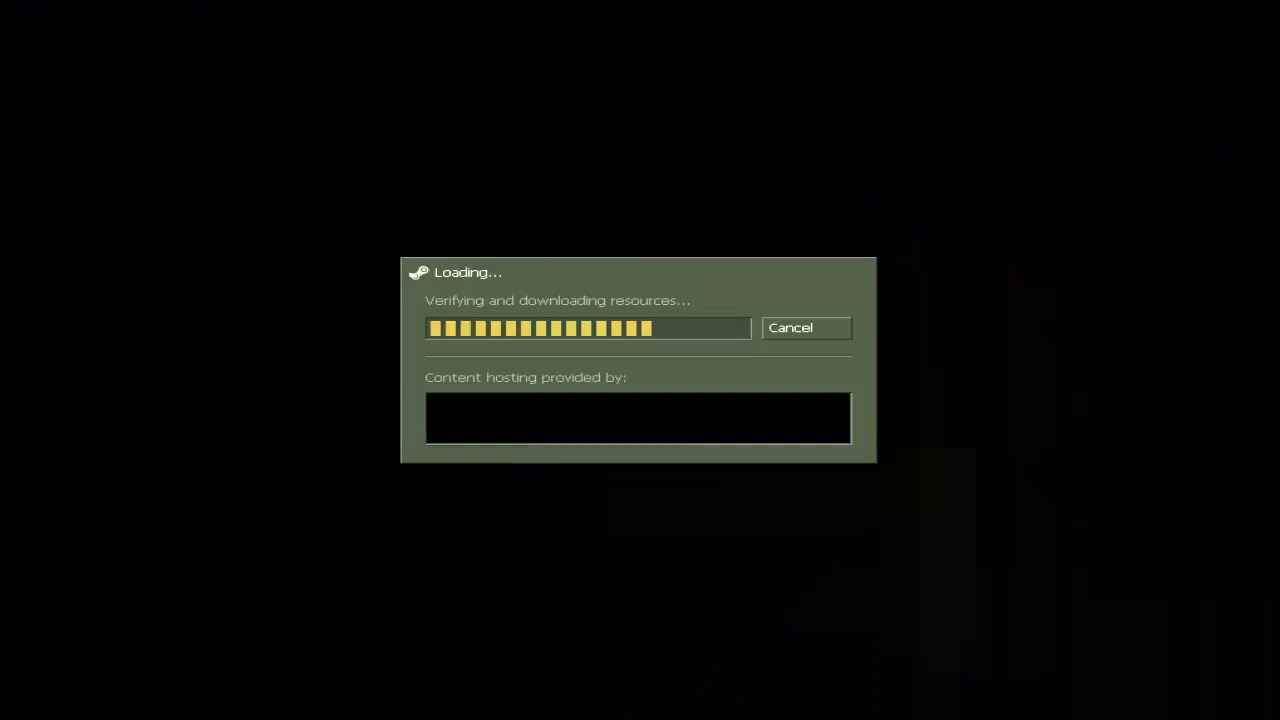 Loading...
Verifying and downloading resources...
Cancel
Content hosting provided by: